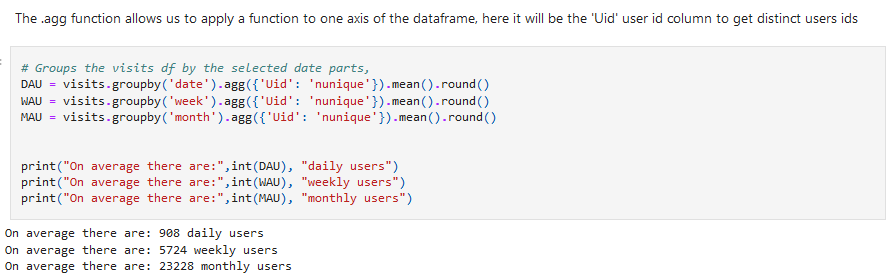 The .agg function allows us to apply a function to one axis of the dataframe, here it will be the 'Uid' user id column to get distinct users ids
# Groups the visits df by the selected date parts,
DAU = visits.groupby('date').agg({'Uid': 'nunique'}).mean().round()
WAU = visits.groupby('week').agg({'Uid': 'nunique'}).mean().round()
MAU = visits.groupby('month').agg({'Uid': 'nunique'}).mean().round()
print("On average there are:",int(DAU), "daily users")
print("On average there are:",int(WAU), "weekly users")
print("On average there are:",int(MAU), "monthly users")
On average there are: 908 daily users
On average there are: 5724 weekly users
On average there are: 23228 monthly users